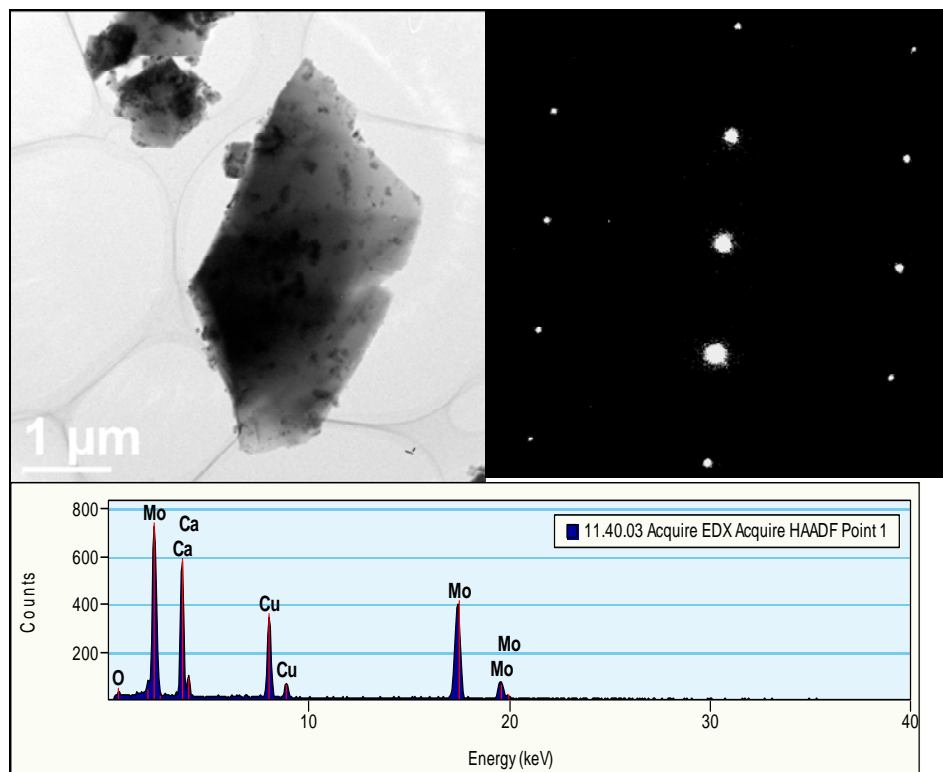 1 µm
Mo
Ca
Ca
Cu
Cu
O
Mo
Mo
Mo
11.40.03 Acquire EDX Acquire HAADF Point 1
800
600
400
200
Counts
10
20
30
40
Energy (keV)